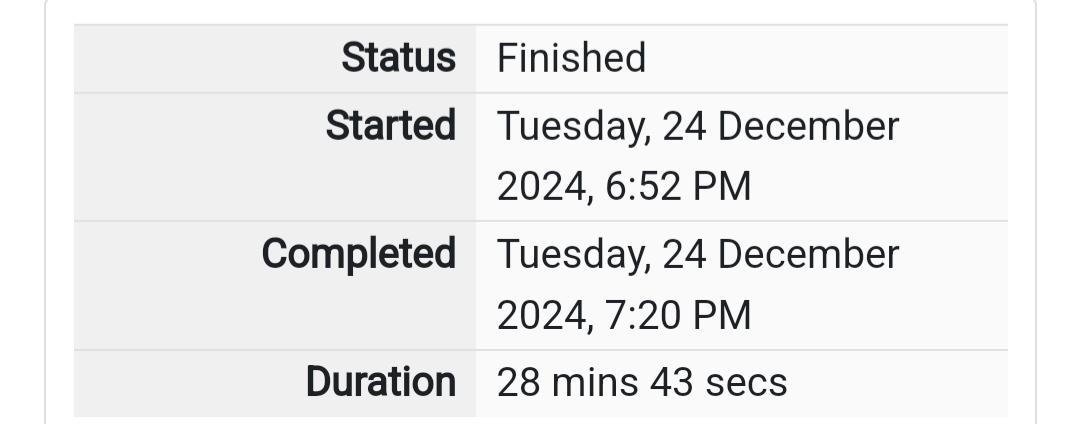 Status Finished
Started Tuesday, 24 December
2024, 6:52 PM
Completed Tuesday, 24 December
2024, 7:20 PM
Duration 28 mins 43 secs